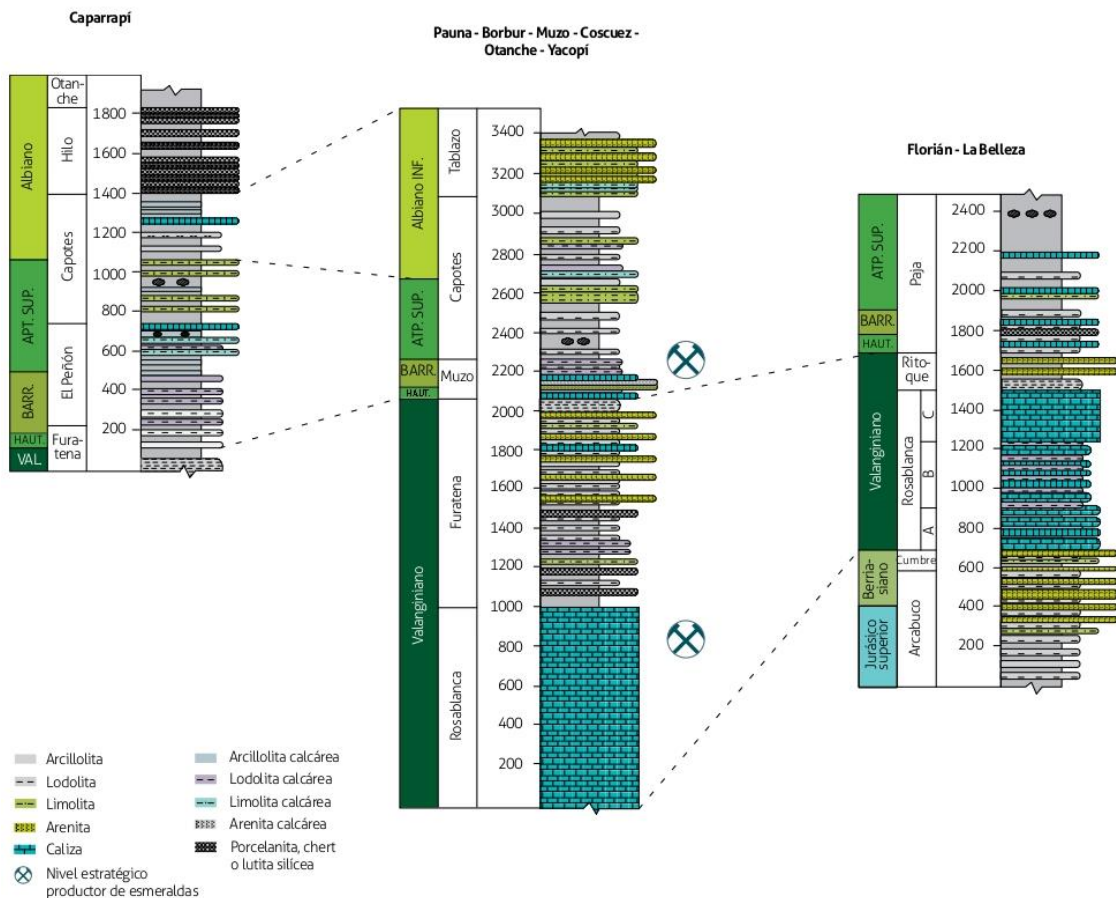 Caparrapí
Albiano
APT. SUP.
BARR.
HAUT.
VAL.
Otan-
che
Hilo
Capotes
El Peñón
Fura-
tena
1800
1600
1400
1200
1000
800
600
400
200
Pauna - Borbur - Muzo - Coscuez -
Otanche - Yacopí
Albiano INF.
ATP. SUP.
BARR.
HAUT.
Valanginiano
Tablazo
Capotes
Muzo
Furatena
Rosablanca
3400
3200
3000
2800
2600
2400
2200
2000
1800
1600
1400
1200
1000
800
600
400
200
Florián - La Belleza
ATP. SUP.
BARR.
HAUT.
Valanginiano
Berria-
siano
Jurásico
superior
Paja
Rito-
que
Rosablanca
C
B
A
Cumbre
Arcabuco
2400
2200
2000
1800
1600
1400
1200
1000
800
600
400
200
Arcillolita
Lodolita
Limolita
Arenita
Caliza
Nivel estratégico
productor de esmeraldas
Arcillolita calcárea
Lodolita calcárea
Limolita calcárea
Arenita calcárea
Porcelanita, chert
o lutita silícea